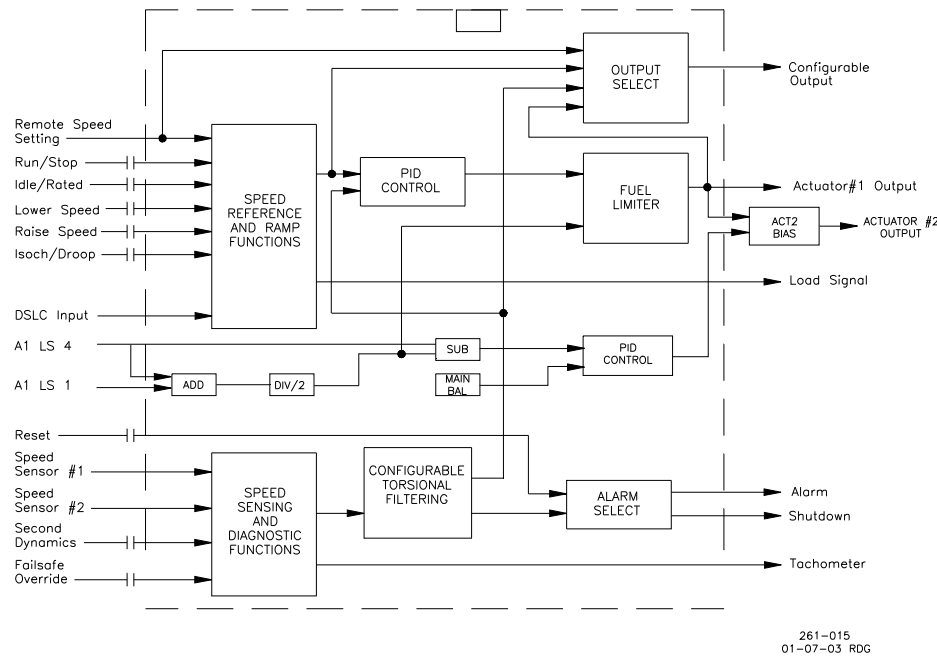 OUTPUT
SELECT
Configurable
Output
Remote Speed
Setting
Run/Stop
Idle/Rated
Lower Speed
Raise Speed
Isoch/Droop
DSLC Input
SPEED
REFERENCE
AND RAMP
FUNCTIONS
PID
CONTROL
FUEL
LIMITER
Actuator#1 Output
ACT2
BIAS
ACTUATOR #2
OUTPUT
Load Signal
A1 LS 4
A1 LS 1
ADD
DIV/2
SUB
MAIN
BAL
PID
CONTROL
Reset
Speed
Sensor #1
Speed
Sensor #2
Second
Dynamics
Failsafe
Override
SPEED
SENSING
AND
DIAGNOSTIC
FUNCTIONS
CONFIGURABLE
TORSIONAL
FILTERING
ALARM
SELECT
Alarm
Shutdown
Tachometer
261-015
01-07-03 RDG